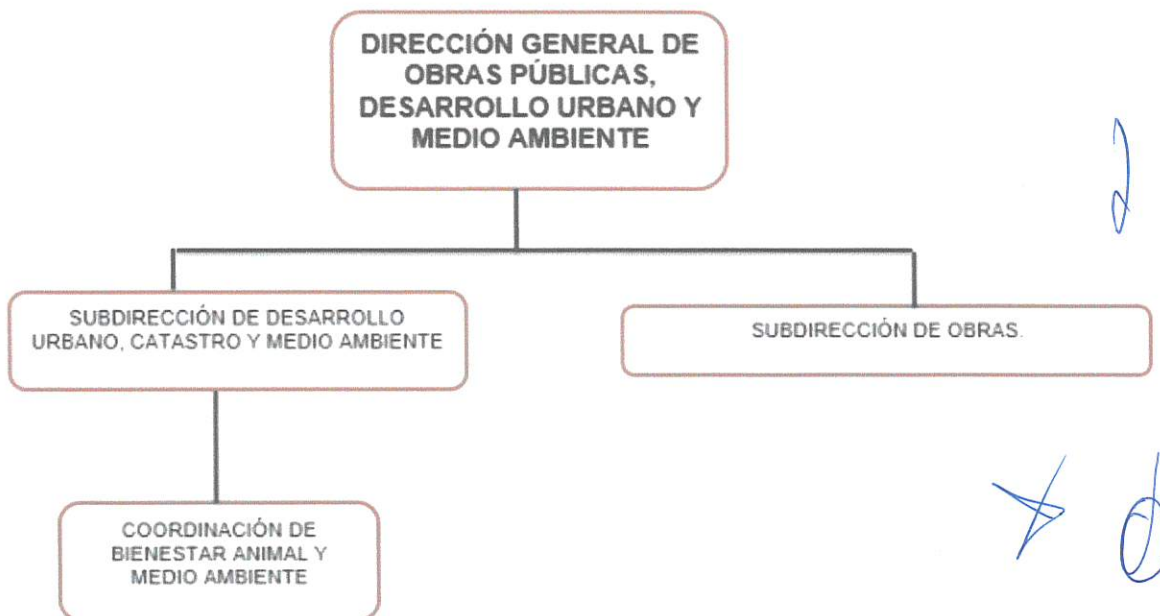 DIRECCIÓN GENERAL DE
OBRAS PÚBLICAS,
DESARROLLO URBANO Y
MEDIO AMBIENTE
SUBDIRECCIÓN DE DESARROLLO
URBANO, CATASTRO Y MEDIO AMBIENTE
SUBDIRECCIÓN DE OBRAS.
COORDINACIÓN DE
BIENESTAR ANIMAL Y
MEDIO AMBIENTE